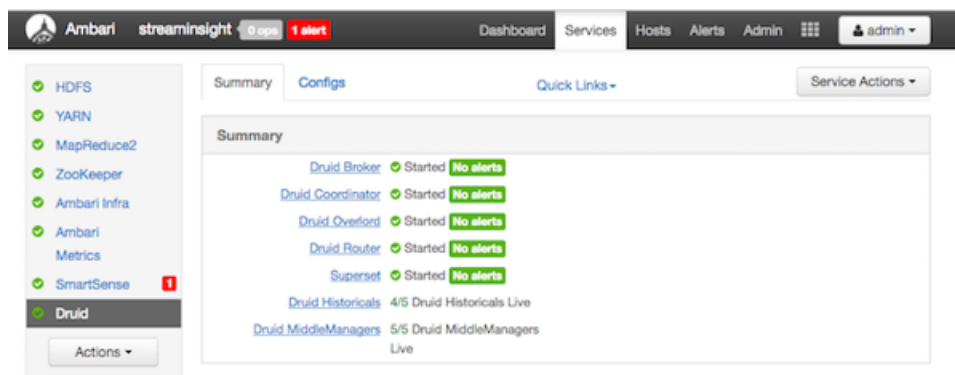 Ambari streaminsight 0 ops 1 alert Dashboard Services Hosts Alerts Admin admin
HDFS
YARN
MapReduce2
ZooKeeper
Ambari Infra
Ambari
Metrics
SmartSense 1
Druid
Actions
Summary Configs Quick Links Service Actions
Summary
Druid Broker Started No alerts
Druid Coordinator Started No alerts
Druid Overlord Started No alerts
Druid Router Started No alerts
Superset Started No alerts
Druid Historicals 4/5 Druid Historicals Live
Druid MiddleManagers 5/5 Druid MiddleManagers
Live